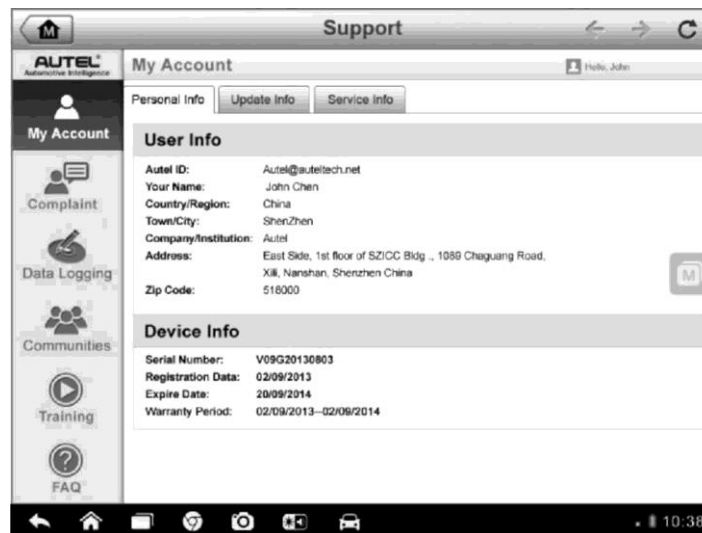 M
Support
AUTEL
Automotive Intelligence
My Account
Hello, John
Personal Info
Update Info
Service Info
My Account
User Info
Autel ID: Autel@auteltech.net
Your Name: John Chen
Country/Region: China
Town/City: ShenZhen
Company/Institution: Autel
Address: East Side, 1st floor of SZICC Bldg ., 1089 Chaguang Road,
Xili, Nanshan, Shenzhen China
Zip Code: 518000
Complaint
Data Logging
M
Device Info
Serial Number: V09G20130803
Registration Data: 02/09/2013
Expire Date: 20/09/2014
Warranty Period: 02/09/2013--02/09/2014
Communities
Training
?
FAQ
10:38